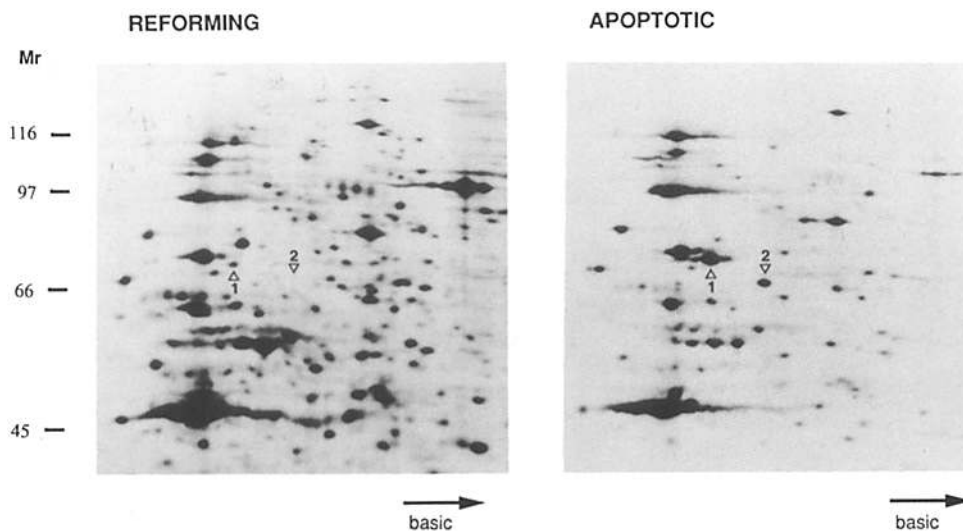 REFORMING
APOPTOTIC
Mr
116
97
2
2
66
1
1
45
basic
basic